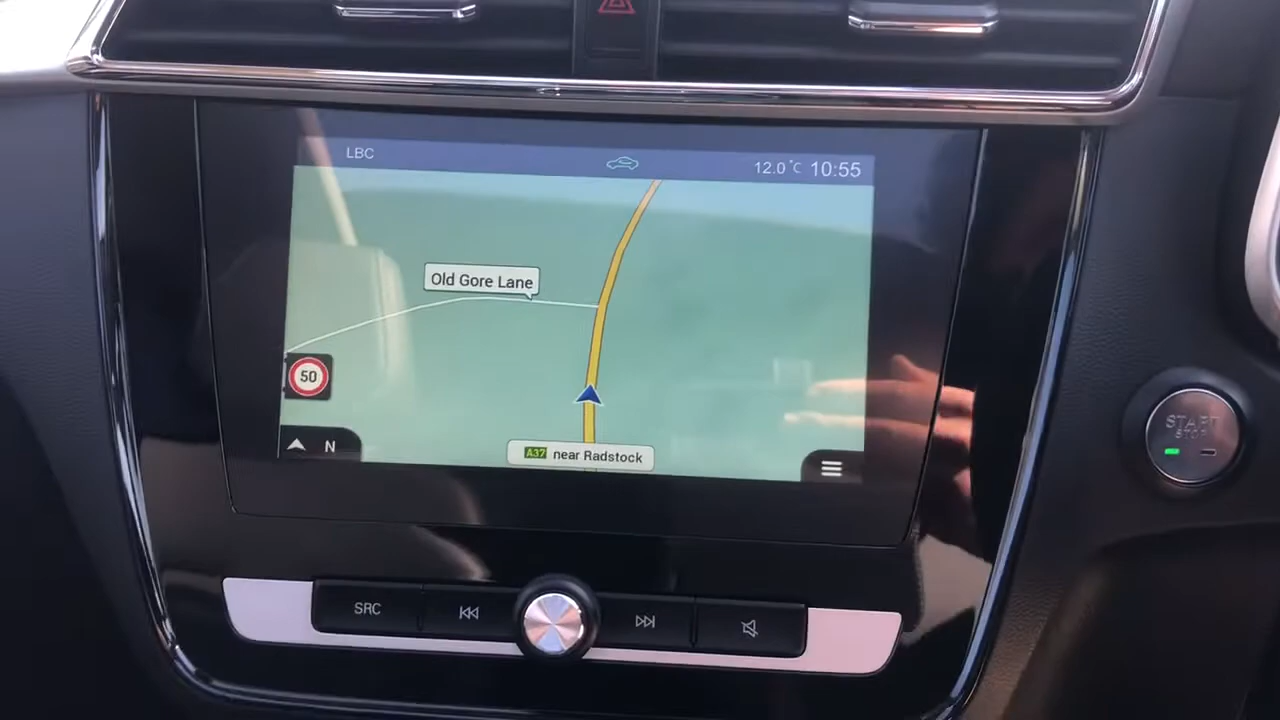 LBC
12.0°C 10:55
Old Gore Lane
50
N
A37 near Radstock
START
STOP
SRC